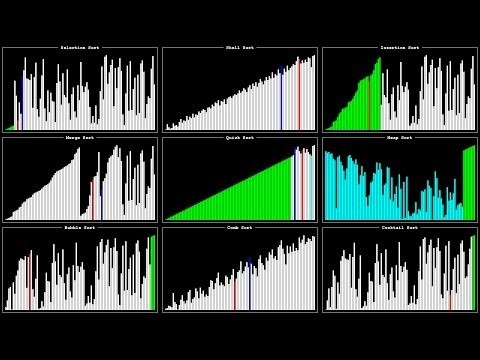 Selection Sort
Shell Sort
Insertion Sort
Merge Sort
Quick Sort
Heap Sort
Bubble Sort
Comb Sort
Cocktail Sort